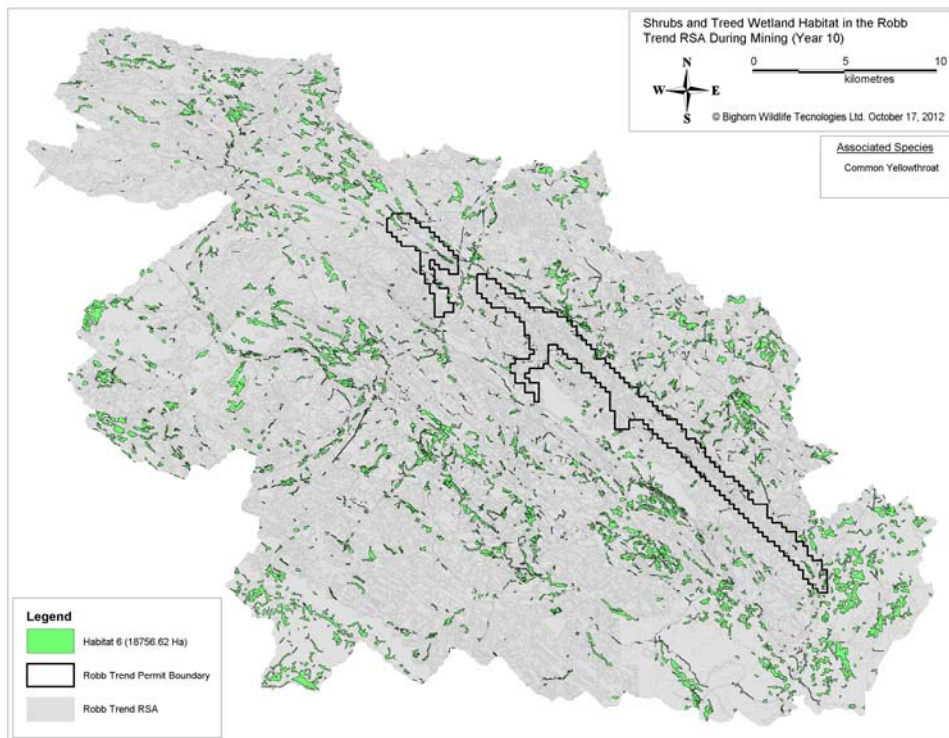 Shrubs and Treed Wetland Habitat in the Robb
Trend RSA During Mining (Year 10)
N
W E
S
0 5 10
kilometres
© Bighorn Wildlife Tecnologies Ltd. October 17, 2012
Associated Species
Common Yellowthroat
Legend
Habitat 6 (18756.62 Ha)
Robb Trend Permit Boundary
Robb Trend RSA